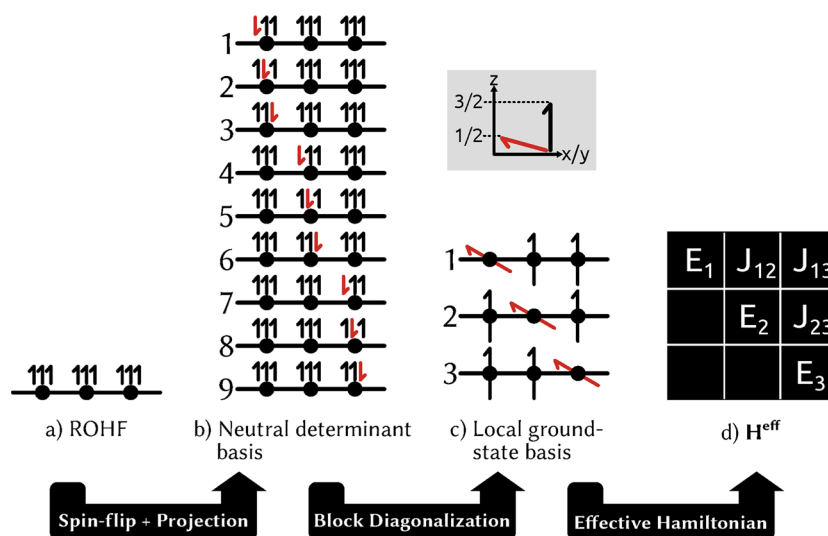 1
2
3
4
5
6
7
8
9
z
3/2
1/2
x/y
1
2
3
E₁ J₁₂ J₁₃
E₂ J₂₃
E₃
a) ROHF
b) Neutral determinant
basis
c) Local ground-
state basis
d) Hᵉᶠᶠ
Spin-flip + Projection
Block Diagonalization
Effective Hamiltonian